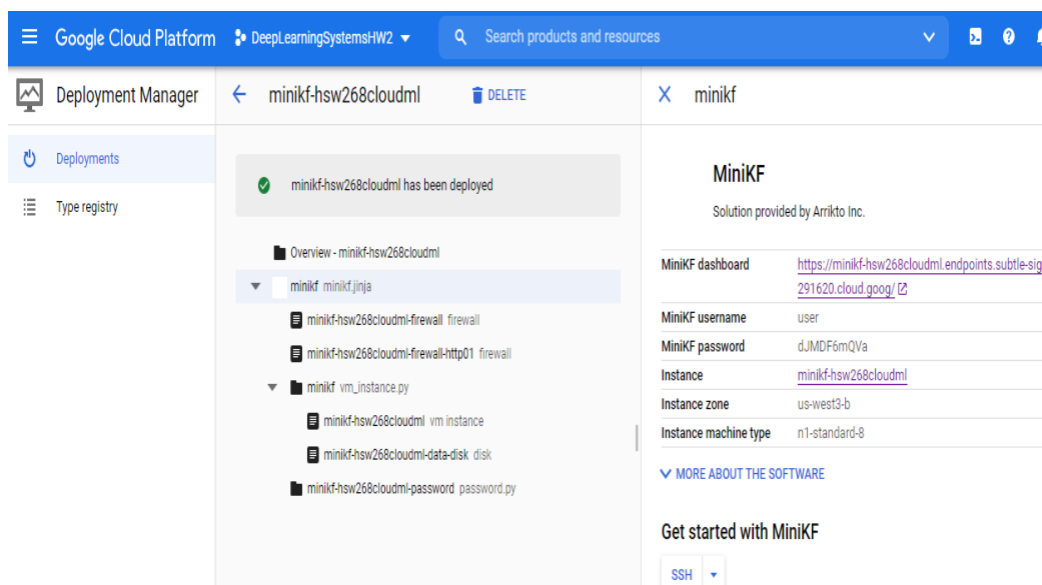 Google Cloud Platform DeepLearningSystemsHW2 Search products and resources
Deployment Manager
Deployments
Type registry
minikf-hsw268cloudml DELETE
minikf-hsw268cloudml has been deployed
Overview - minikf-hsw268cloudml
minikf minikf.jinja
minikf-hsw268cloudml-firewall firewall
minikf-hsw268cloudml-firewall-http01 firewall
minikf vm_instance.py
minikf-hsw268cloudml vm instance
minikf-hsw268cloudml-data-disk disk
minikf-hsw268cloudml-password password.py
minikf
MiniKF
Solution provided by Arrikto Inc.
MiniKF dashboard https://minikf-hsw268cloudml.endpoints.subtle-sig
291620.cloud.goog/
MiniKF username user
MiniKF password dJMDF6mQVa
Instance minikf-hsw268cloudml
Instance zone us-west3-b
Instance machine type n1-standard-8
MORE ABOUT THE SOFTWARE
Get started with MiniKF
SSH